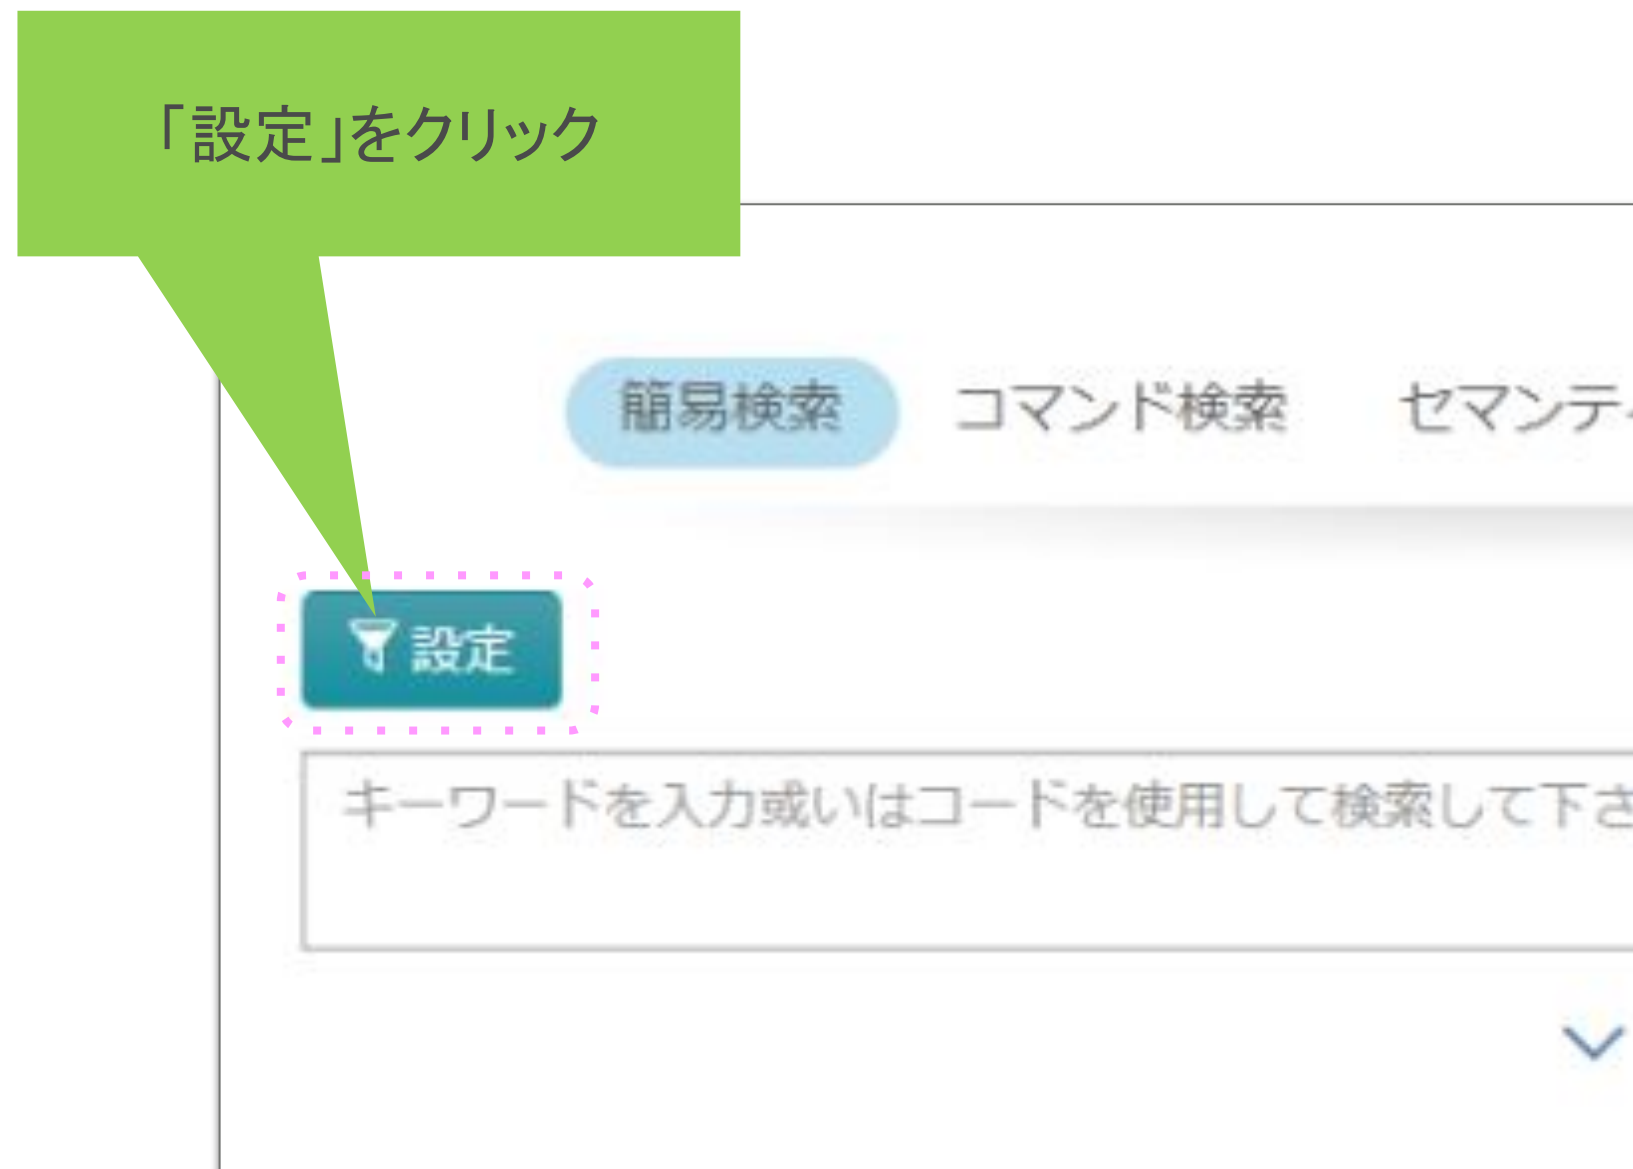 「設定」をクリック
簡易検索 コマンド検索 セマンテ
設定
キーワードを入力或いはコードを使用して検索して下さ